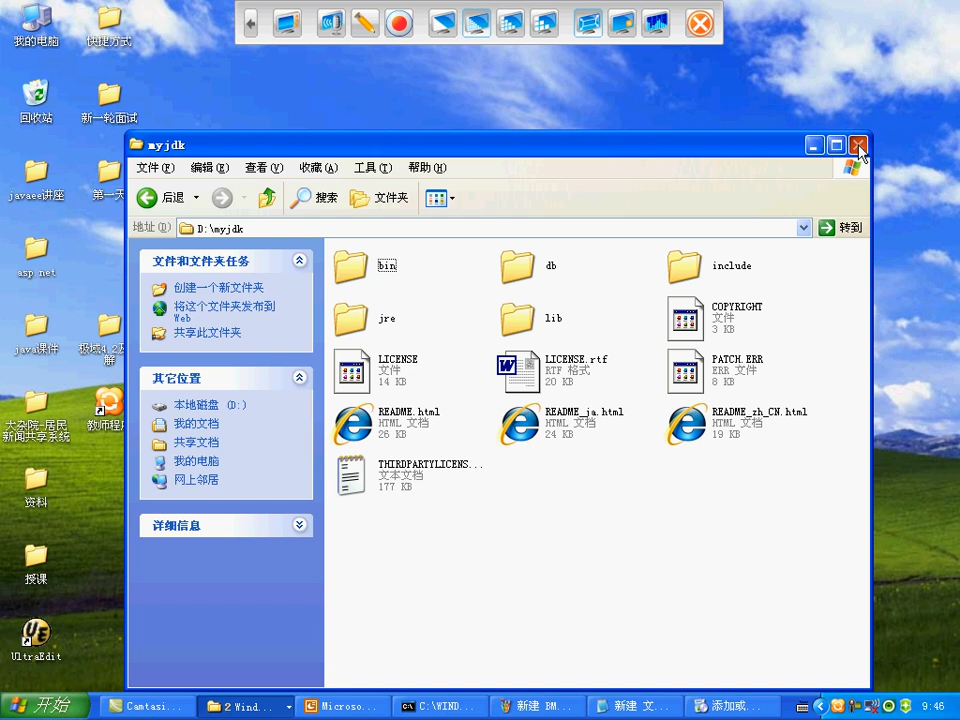 我的电脑
快捷方式
回收站
新一轮面试
javaee讲座
第一天
asp.net
java课件
极域4.2及
解
大杂院-居民
新闻共享系统
教师程
资料
授课
UltraEdit
myjdk
文件(F) 编辑(E) 查看(V) 收藏(A) 工具(T) 帮助(H)
后退 搜索 文件夹
地址(D) D:\myjdk 转到
文件和文件夹任务
创建一个新文件夹
将这个文件夹发布到
Web
共享此文件夹
其它位置
本地磁盘 (D:)
我的文档
共享文档
我的电脑
网上邻居
详细信息
bin
db
include
jre
lib
COPYRIGHT
文件
3 KB
LICENSE
文件
14 KB
LICENSE.rtf
RTF 格式
20 KB
PATCH.ERR
ERR 文件
8 KB
README.html
HTML 文档
26 KB
README_ja.html
HTML 文档
24 KB
README_zh_CN.html
HTML 文档
19 KB
THIRDPARTYLICENS...
文本文档
177 KB
开始 Camtasi... 2 Wind... Microso... C:\WIND... 新建 BM... 新建 文... 添加或... 9:46